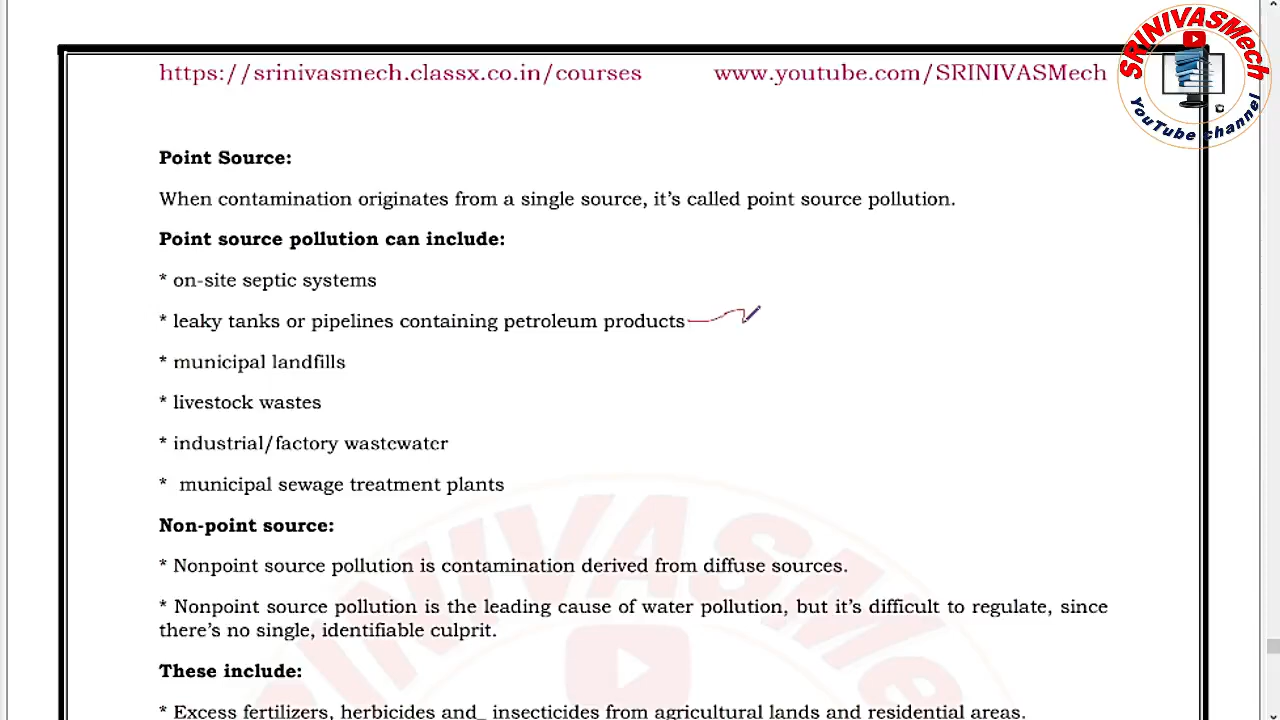 https://srinivasmech.classx.co.in/courses www.youtube.com/SRINIVASMech
SRINIVASMech
YouTube channel
Point Source:
When contamination originates from a single source, it's called point source pollution.
Point source pollution can include:
* on-site septic systems
* leaky tanks or pipelines containing petroleum products
* municipal landfills
* livestock wastes
* industrial/factory wastewater
* municipal sewage treatment plants
Non-point source:
* Nonpoint source pollution is contamination derived from diffuse sources.
* Nonpoint source pollution is the leading cause of water pollution, but it's difficult to regulate, since
there's no single, identifiable culprit.
These include:
* Excess fertilizers, herbicides and_ insecticides from agricultural lands and residential areas.
SRINIVASMe